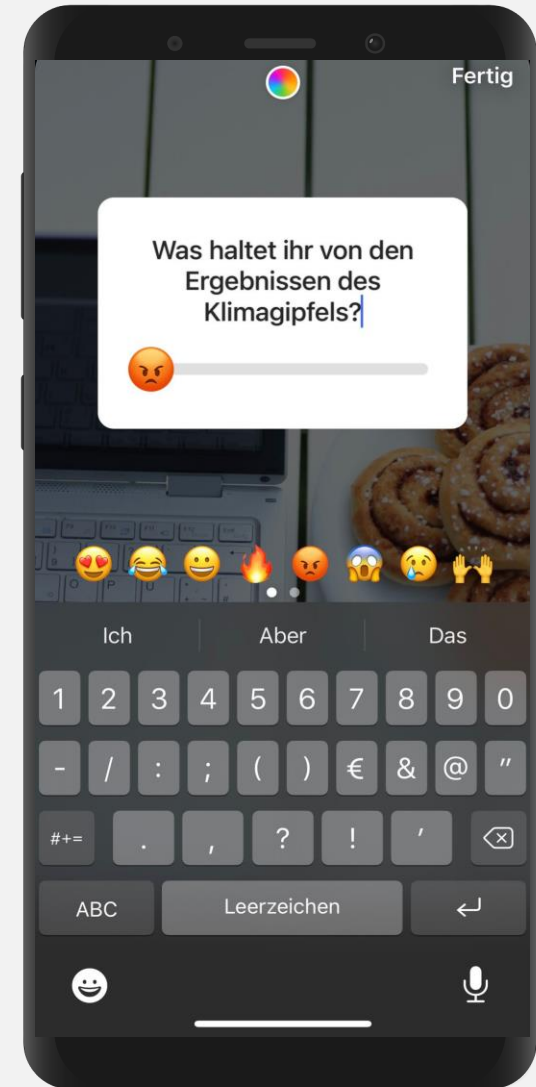 Fertig
Was haltet ihr von den
Ergebnissen des
Klimagipfels?
Ich Aber Das
1 2 3 4 5 6 7 8 9 0
- / : ; ( ) € & @ "
#+= . , ? ! '
ABC Leerzeichen